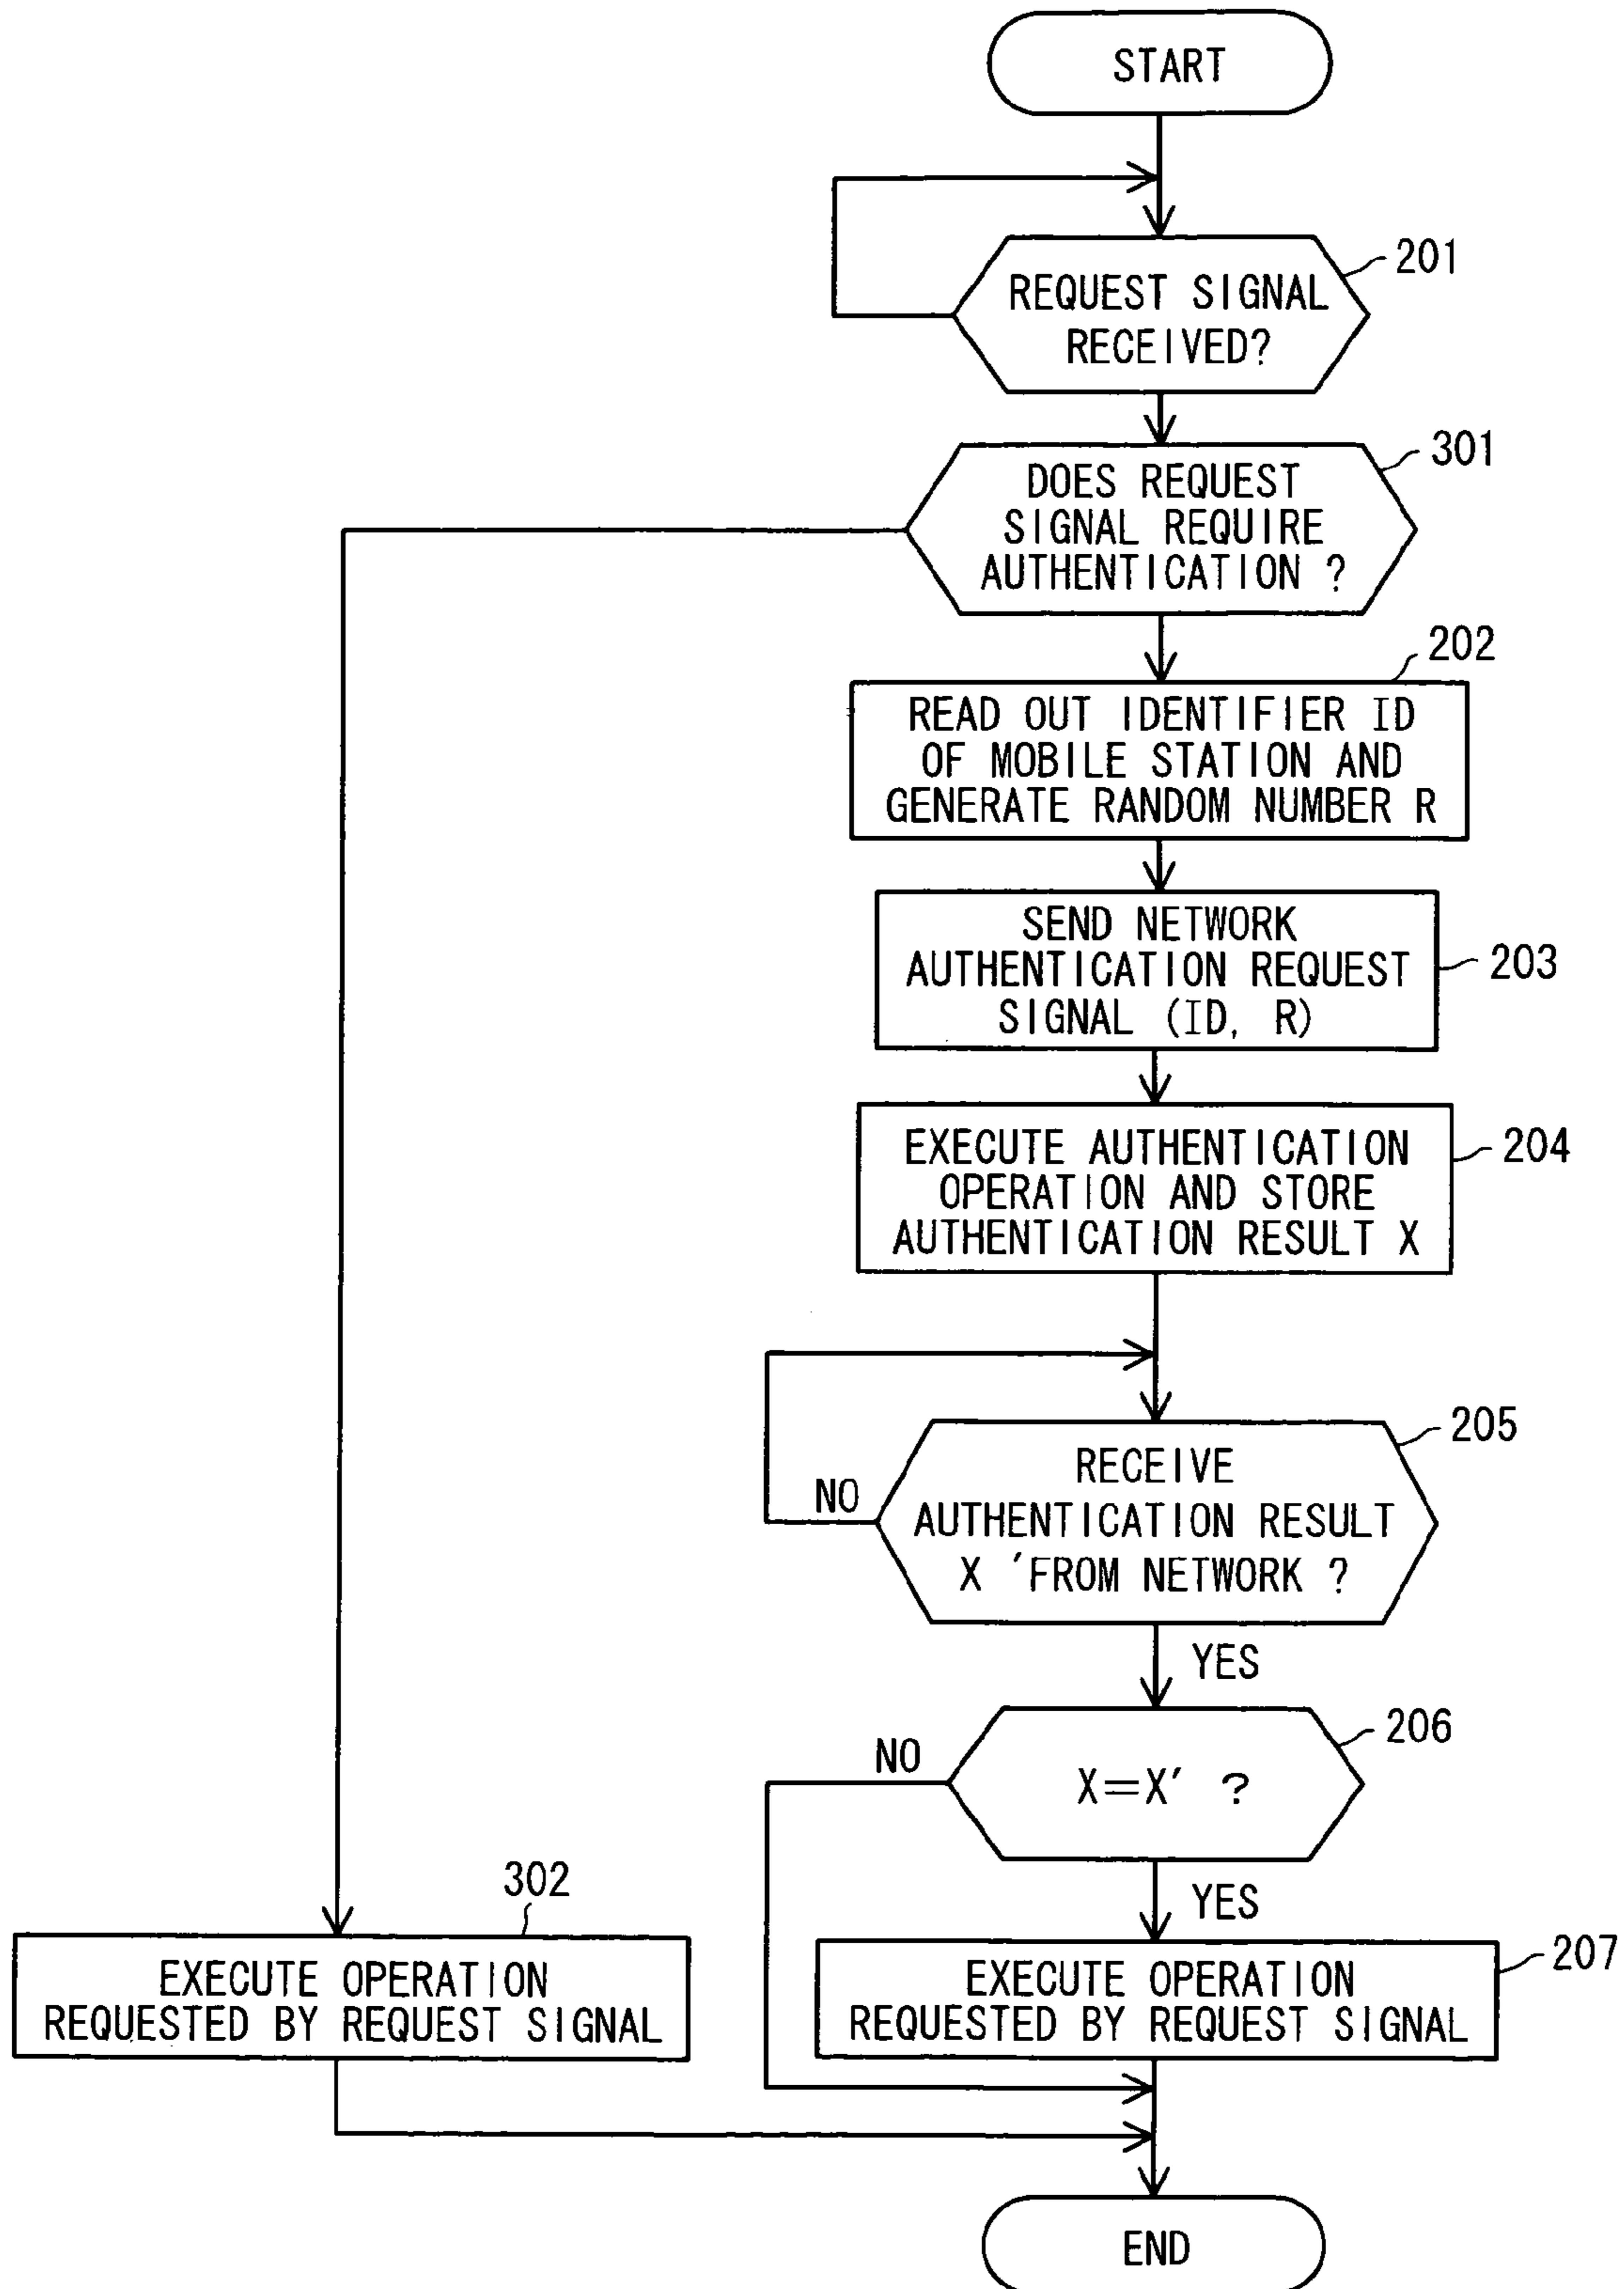 START
201
REQUEST SIGNAL
RECEIVED?
301
DOES REQUEST
SIGNAL REQUIRE
AUTHENTICATION ?
202
READ OUT IDENTIFIER ID
OF MOBILE STATION AND
GENERATE RANDOM NUMBER R
SEND NETWORK
AUTHENTICATION REQUEST
SIGNAL (ID, R)
203
EXECUTE AUTHENTICATION
OPERATION AND STORE
AUTHENTICATION RESULT X
204
205
RECEIVE
AUTHENTICATION RESULT
X 'FROM NETWORK ?
NO
YES
206
NO
X=X' ?
YES
302
EXECUTE OPERATION
REQUESTED BY REQUEST SIGNAL
207
EXECUTE OPERATION
REQUESTED BY REQUEST SIGNAL
END